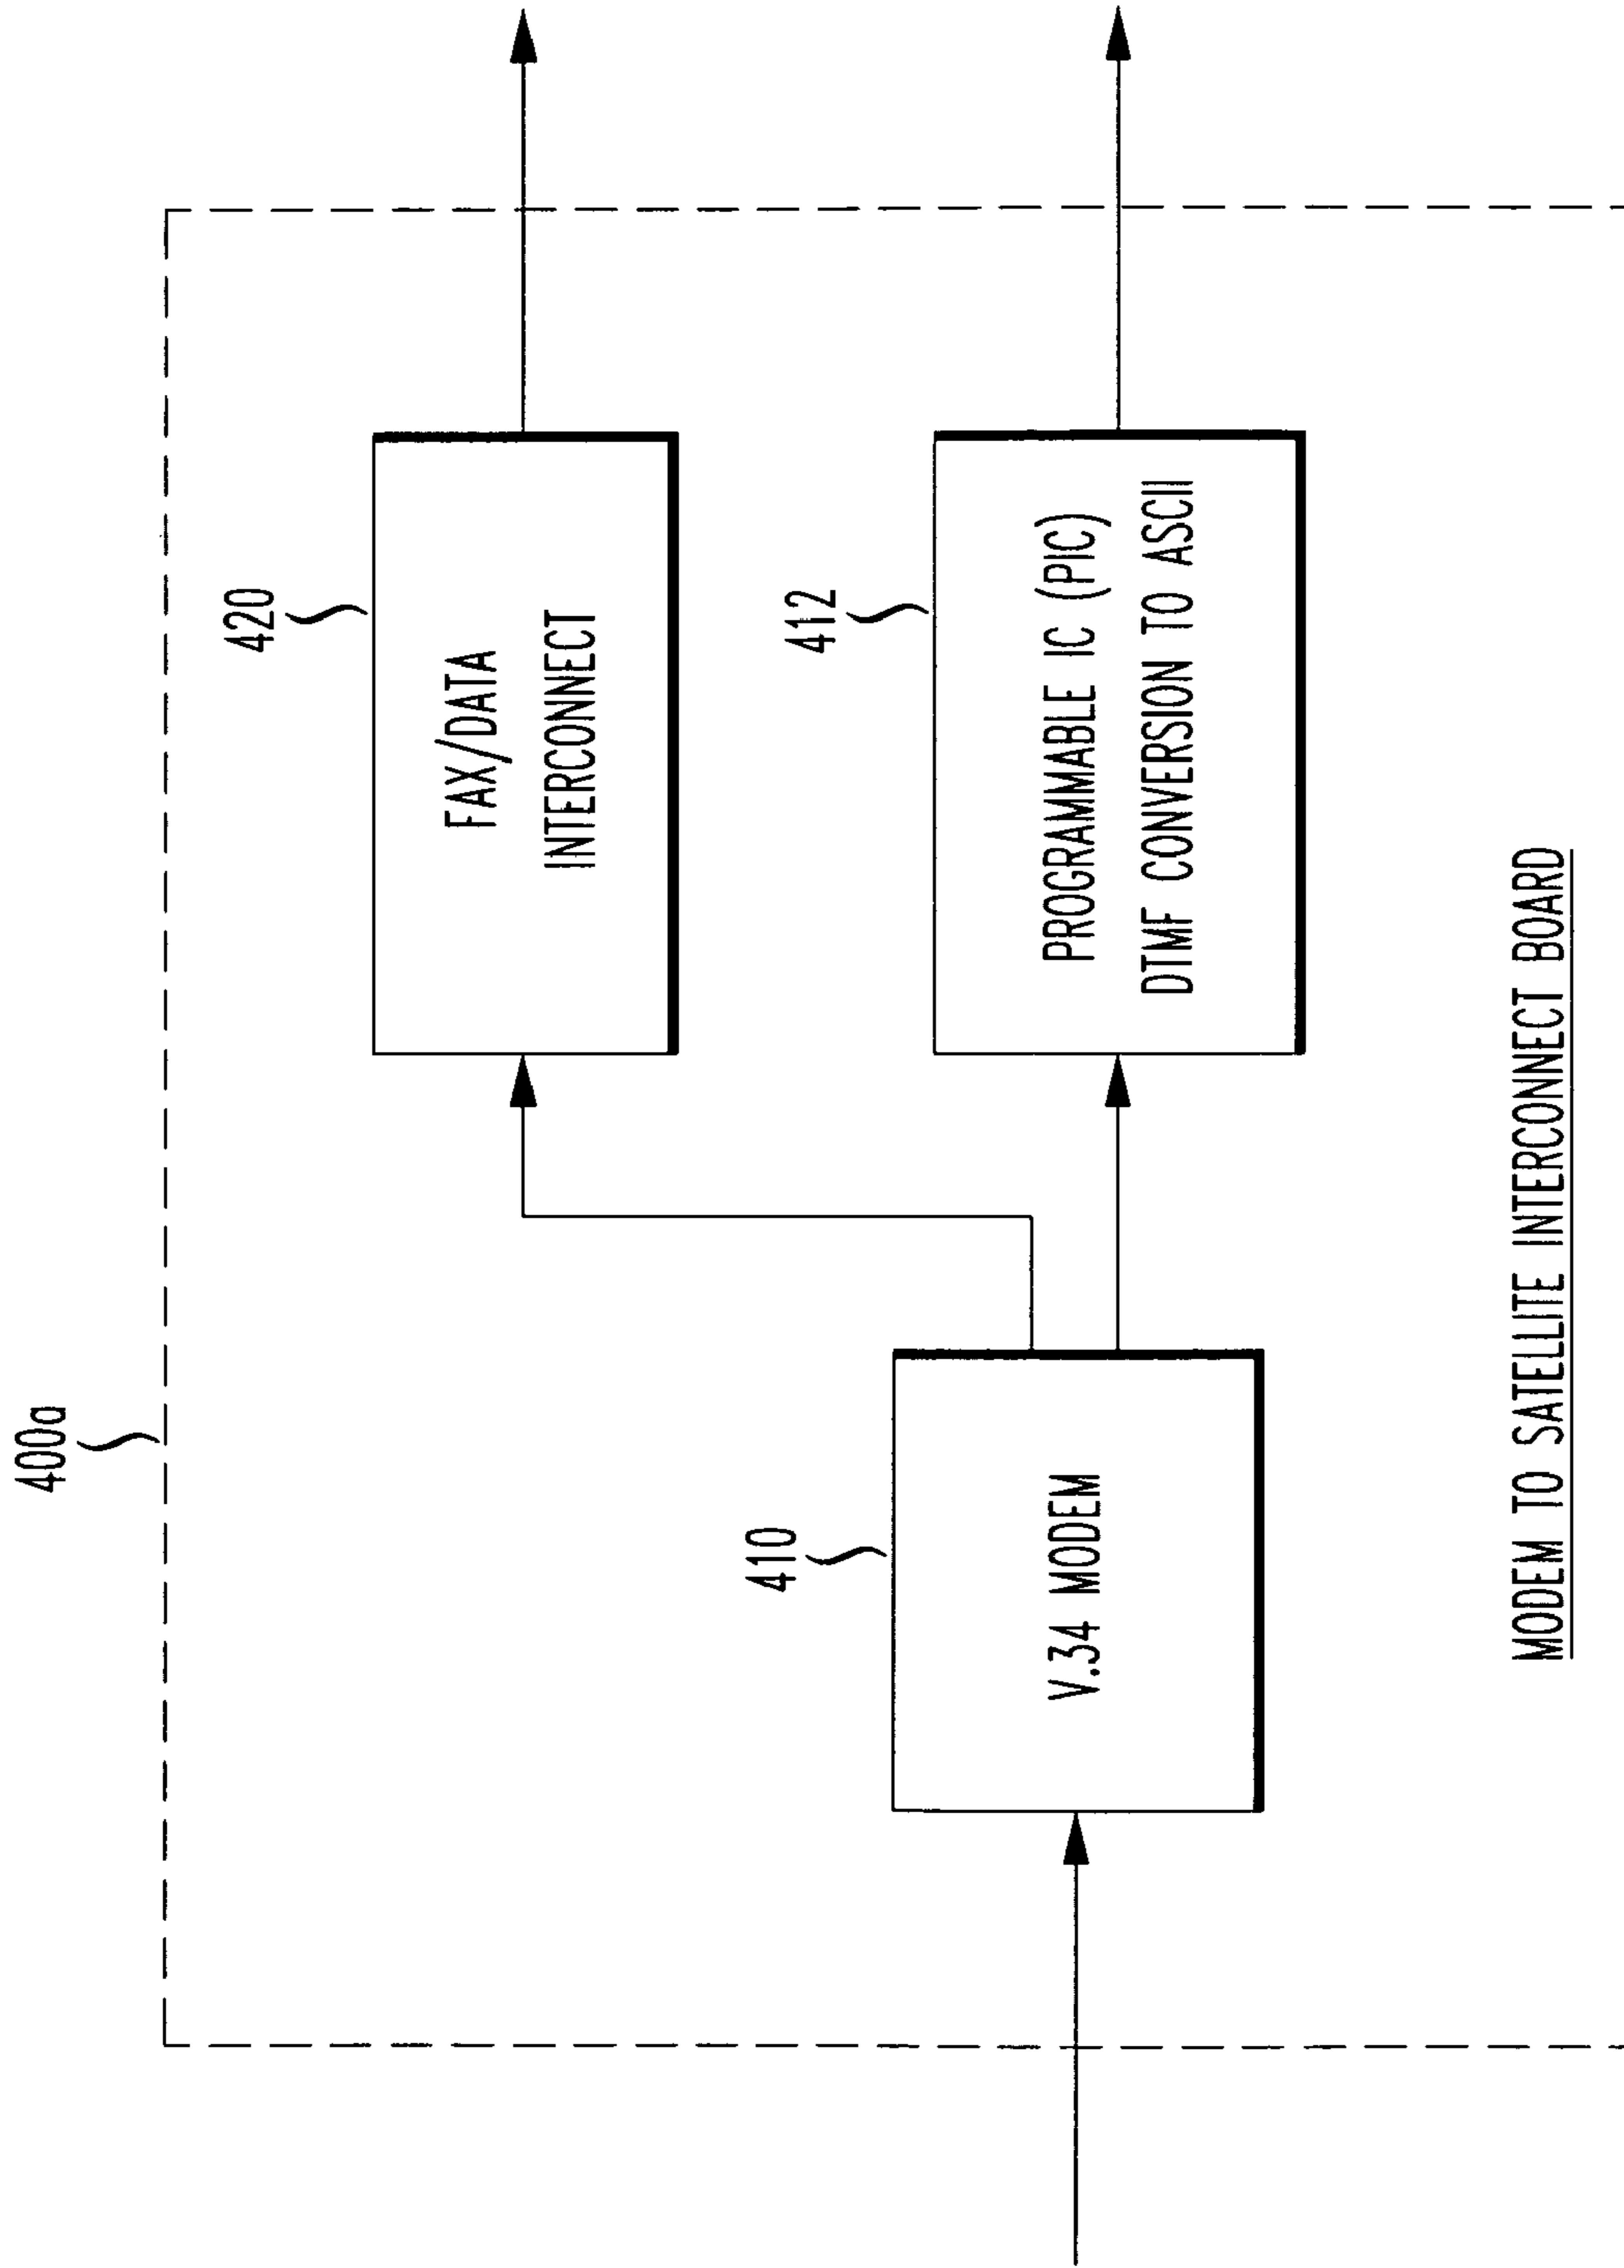 400a
420
FAX/DATA
INTERCONNECT
410
V.34 MODEM
412
PROGRAMMABLE IC (PIC)
DTMF CONVERSION TO ASCII
MODEM TO SATELLITE INTERCONNECT BOARD